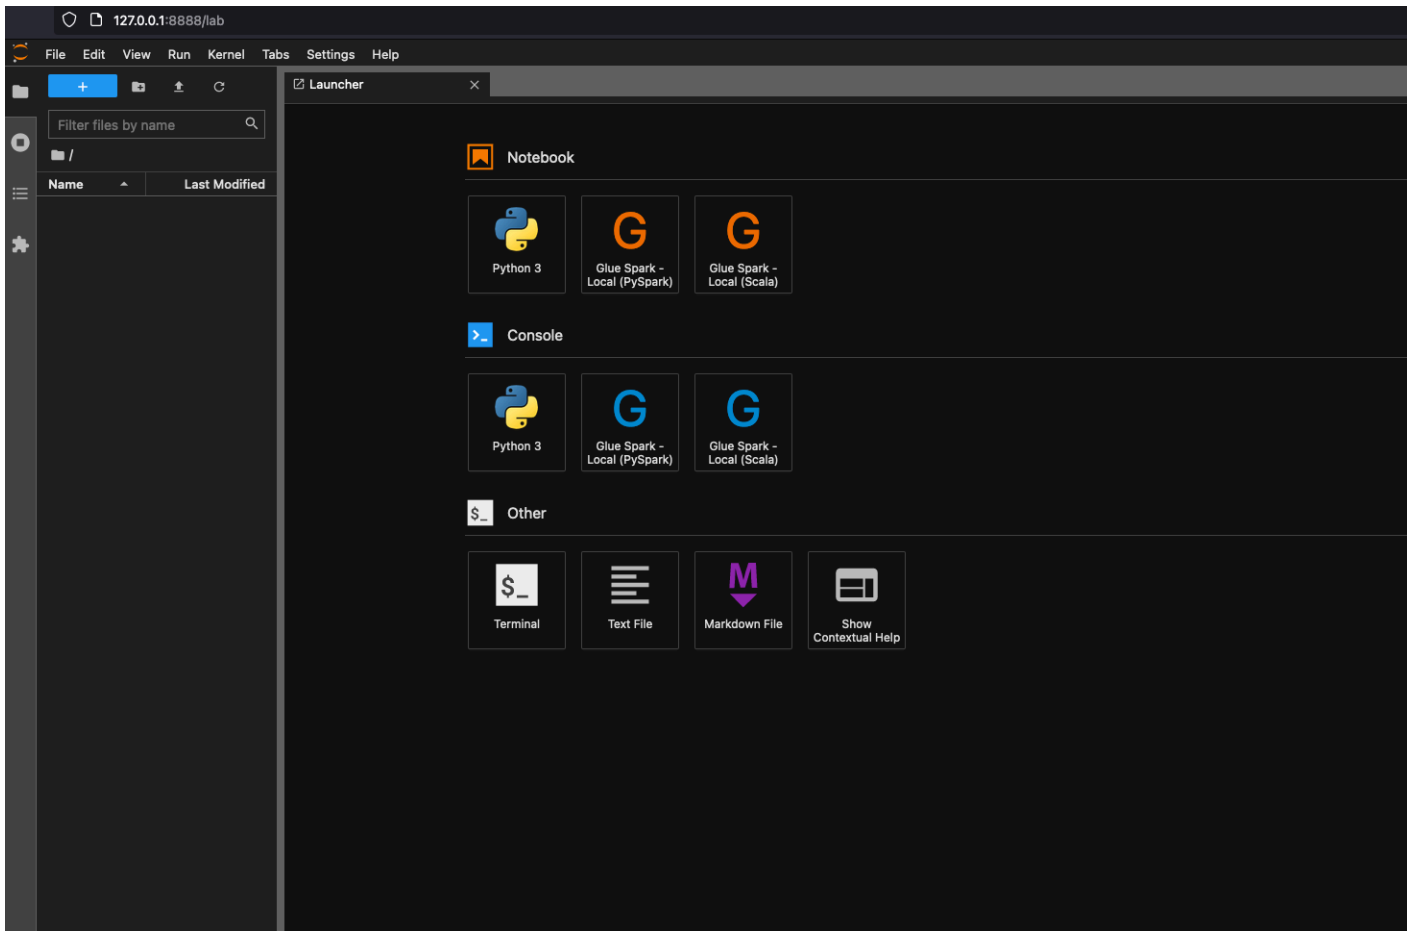 127.0.0.1:8888/lab
File Edit View Run Kernel Tabs Settings Help
+
Launcher
Filter files by name
/
Name Last Modified
Notebook
Python 3
Glue Spark -
Local (PySpark)
Glue Spark -
Local (Scala)
Console
Python 3
Glue Spark -
Local (PySpark)
Glue Spark -
Local (Scala)
$_ Other
$_
Terminal
Text File
M
Markdown File
Show
Contextual Help